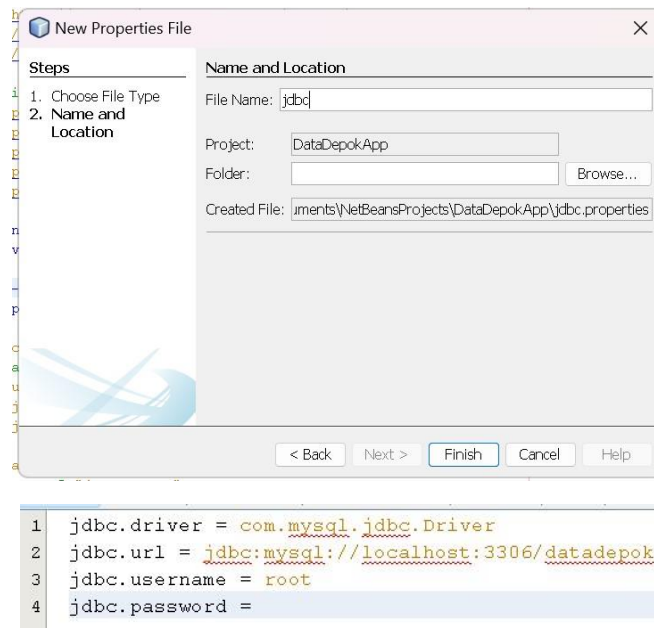 New Properties File
Steps
1. Choose File Type
2. Name and
Location
Name and Location
File Name: jdbc
Project: DataDepokApp
Folder:
Browse...
Created File: uments\NetBeansProjects\DataDepokApp\jdbc.properties
< Back
Next >
Finish
Cancel
Help
1 jdbc.driver = com.mysql.jdbc.Driver
2 jdbc.url = jdbc:mysql://localhost:3306/datadepok
3 jdbc.username = root
4 jdbc.password =